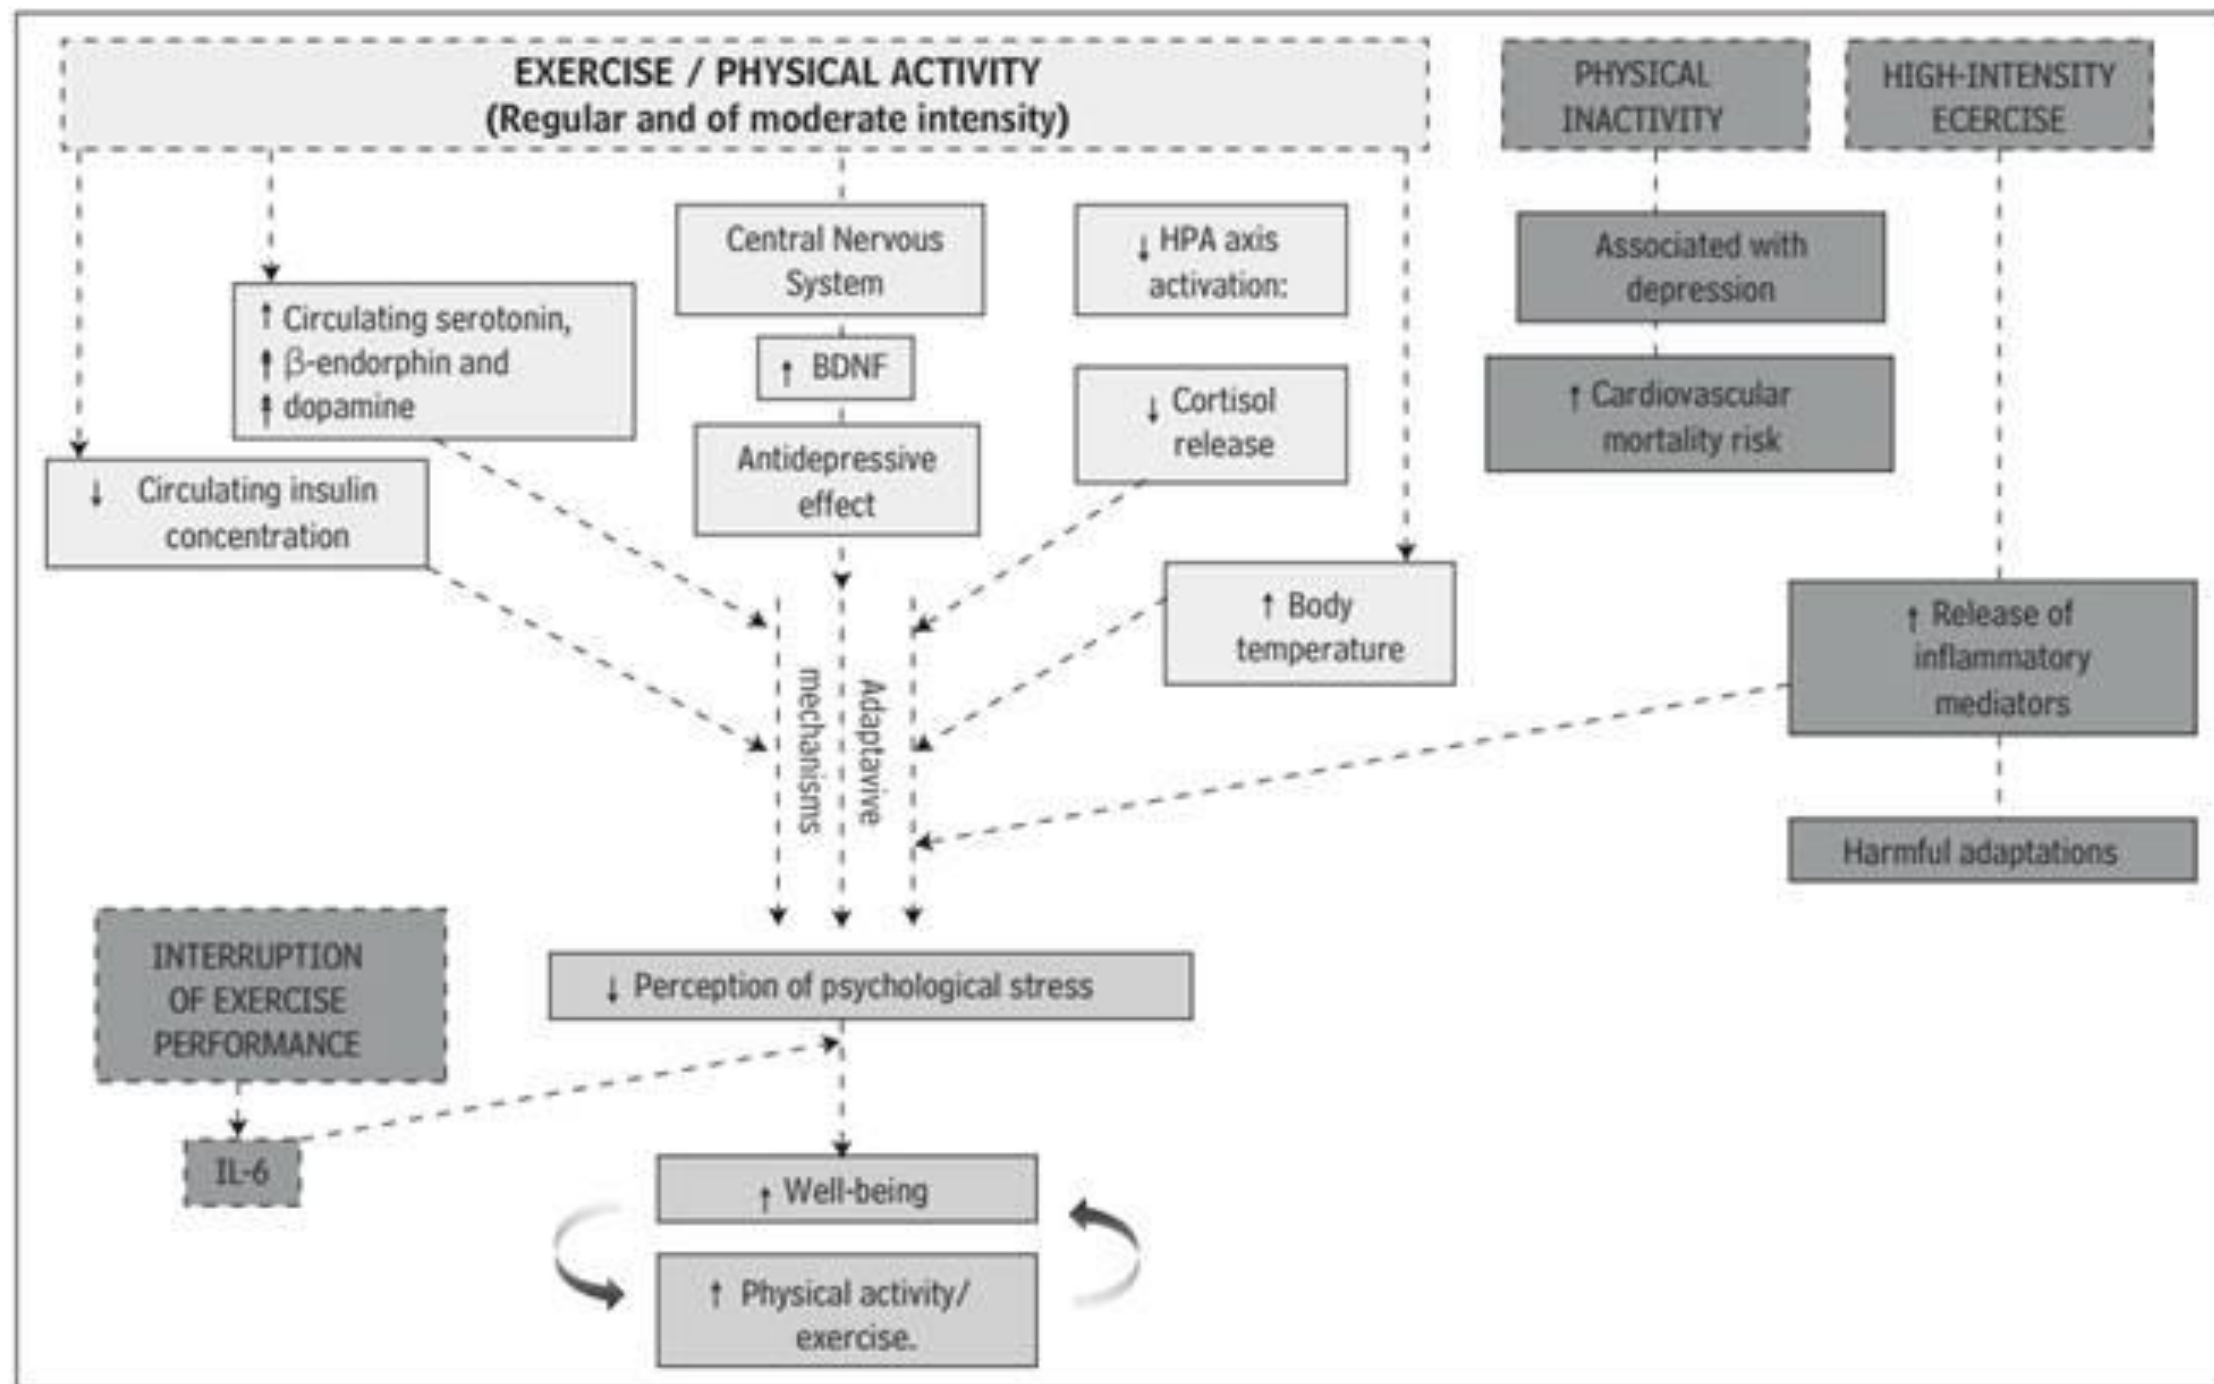 EXERCISE / PHYSICAL ACTIVITY
(Regular and of moderate intensity)
PHYSICAL
INACTIVITY
HIGH-INTENSITY
ECERCISE
Central Nervous
System
↓ HPA axis
activation:
Associated with
depression
↑ Circulating serotonin,
↑ β-endorphin and
↑ dopamine
↑ BDNF
↓ Cortisol
release
↑ Cardiovascular
mortality risk
Antidepressive
effect
↓ Circulating insulin
concentration
↑ Body
temperature
↑ Release of
inflammatory
mediators
Adaptavive
mechanisms
Harmful adaptations
INTERRUPTION
OF EXERCISE
PERFORMANCE
↓ Perception of psychological stress
IL-6
↑ Well-being
↑ Physical activity/
exercise.